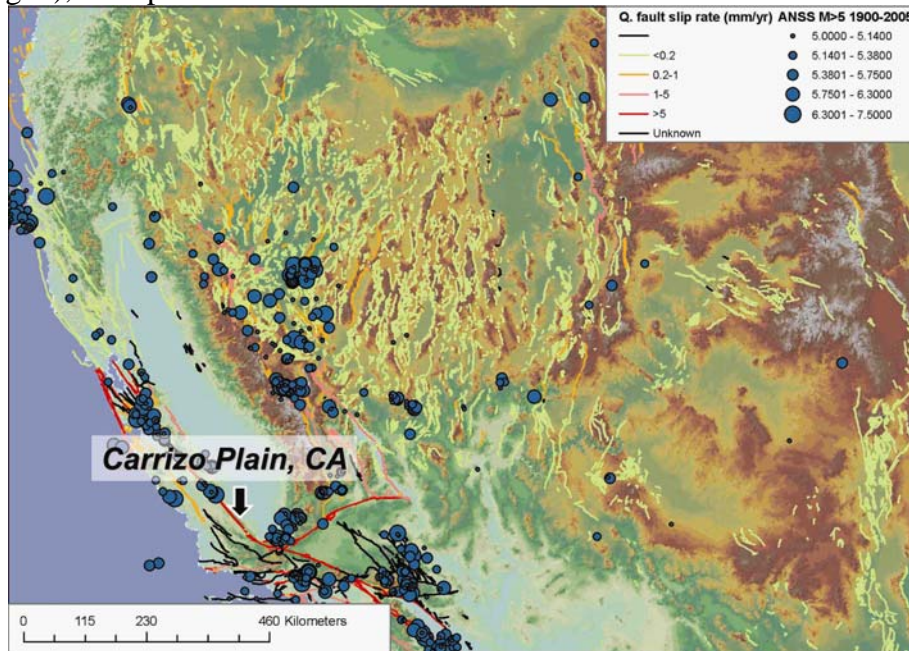 Q. fault slip rate (mm/yr) ANSS M>5 1900-2005
5.0000 - 5.1400
<0.2 5.1401 - 5.3800
0.2-1 5.3801 - 5.7500
1-5 5.7501 - 6.3000
>5 6.3001 - 7.5000
Unknown
Carrizo Plain, CA
0 115 230 460 Kilometers